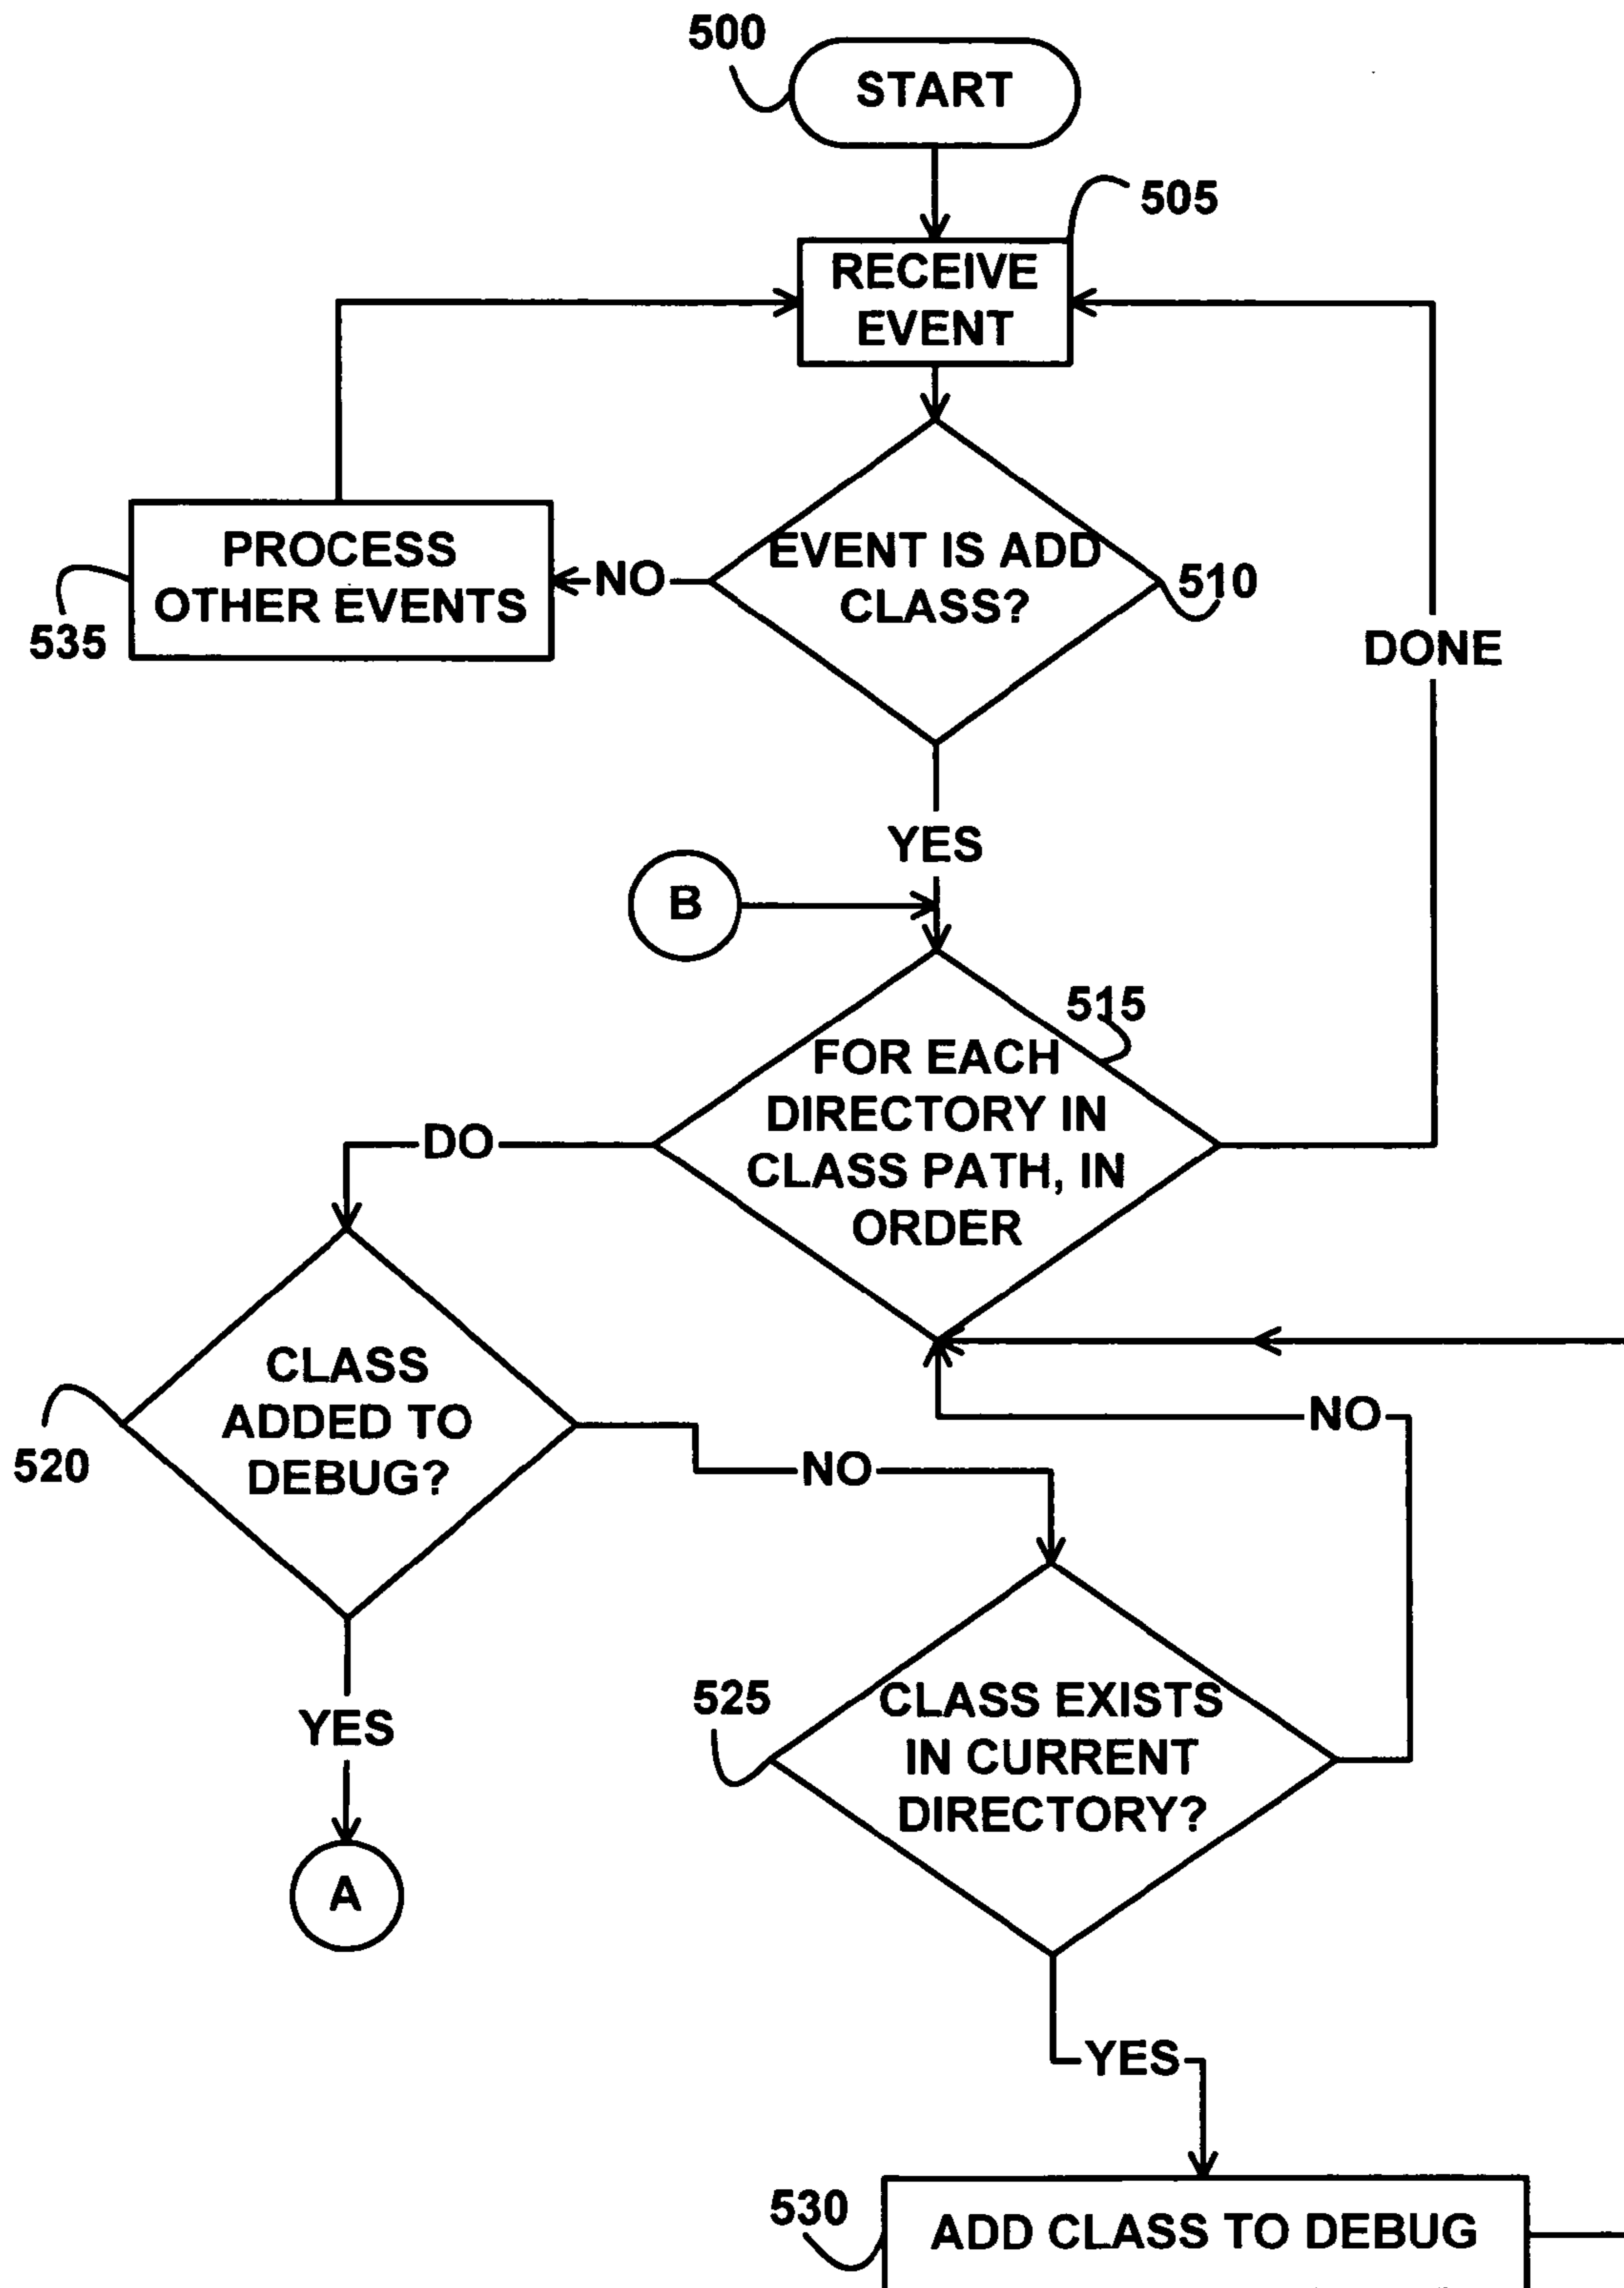 500
START
505
RECEIVE
EVENT
PROCESS
OTHER EVENTS
535
NO
EVENT IS ADD
CLASS?
510
DONE
YES
B
515
FOR EACH
DIRECTORY IN
CLASS PATH, IN
ORDER
DO
CLASS
ADDED TO
DEBUG?
520
NO
NO
YES
525
CLASS EXISTS
IN CURRENT
DIRECTORY?
A
YES
530
ADD CLASS TO DEBUG